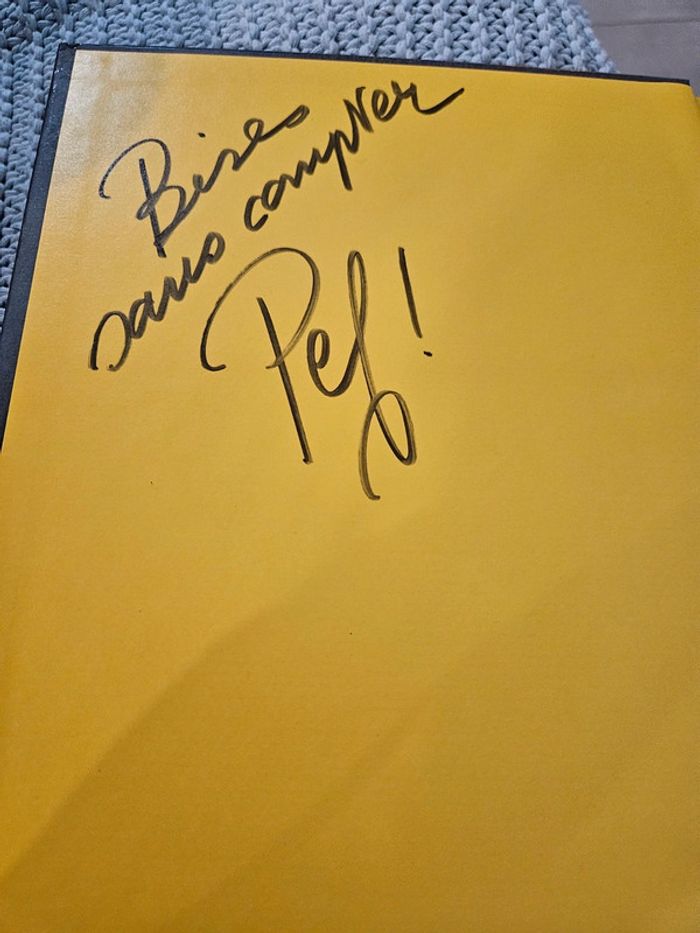 Bises
sans compter
Pef !